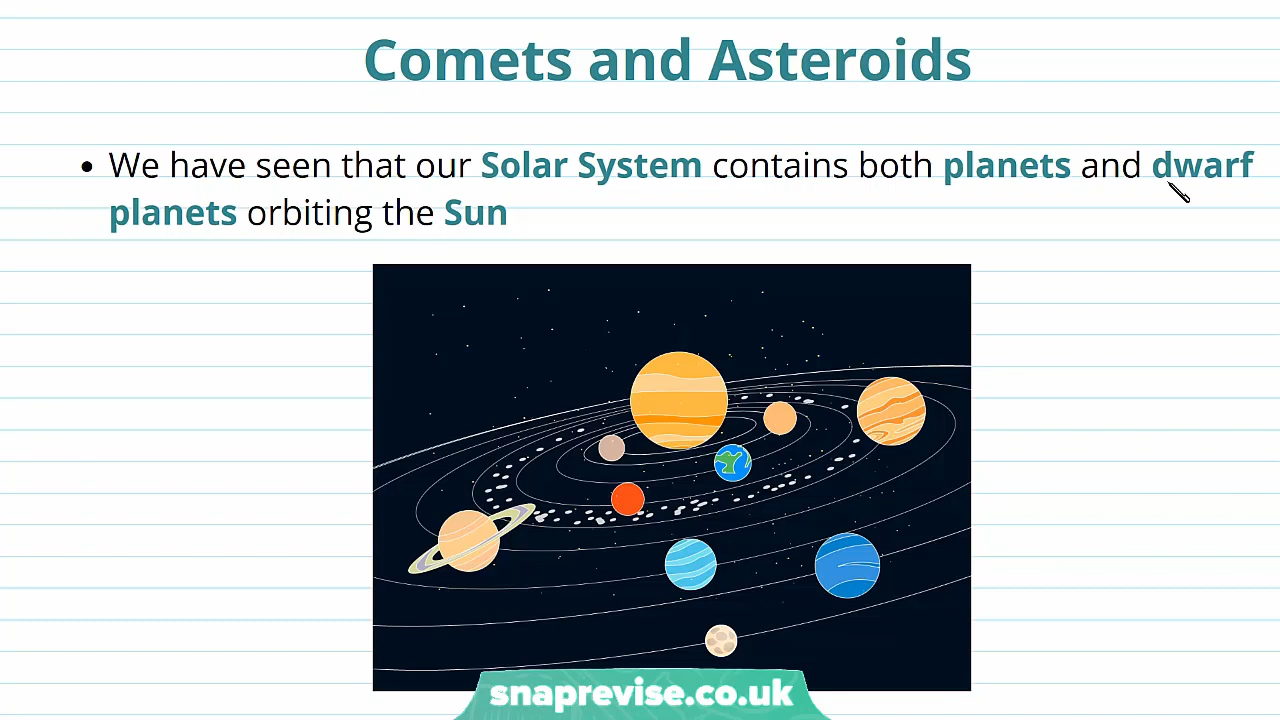 Comets and Asteroids
• We have seen that our Solar System contains both planets and dwarf
planets orbiting the Sun
snaprevise.co.uk